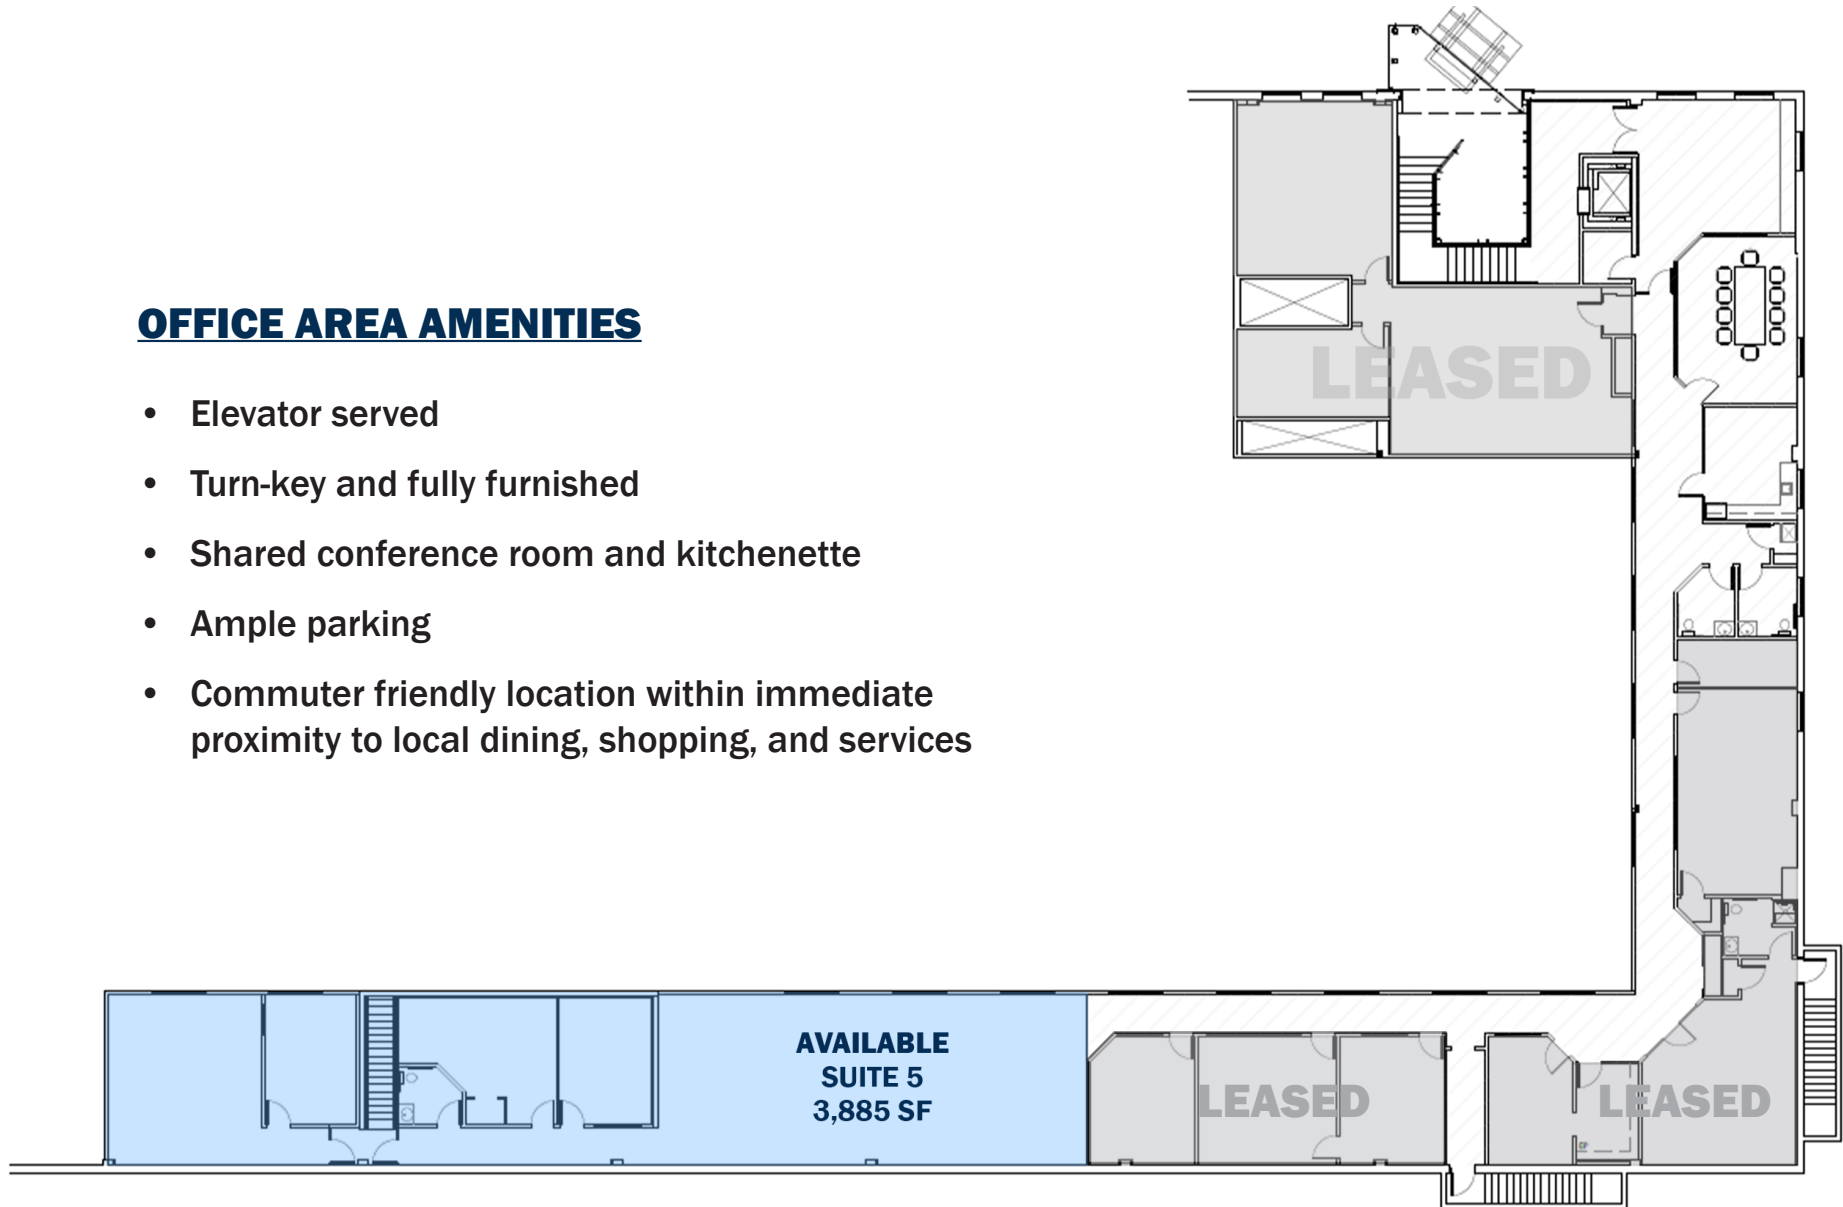 OFFICE AREA AMENITIES
• Elevator served
• Turn-key and fully furnished
• Shared conference room and kitchenette
• Ample parking
• Commuter friendly location within immediate
proximity to local dining, shopping, and services
LEASED
AVAILABLE
SUITE 5
3,885 SF
LEASED
LEASED